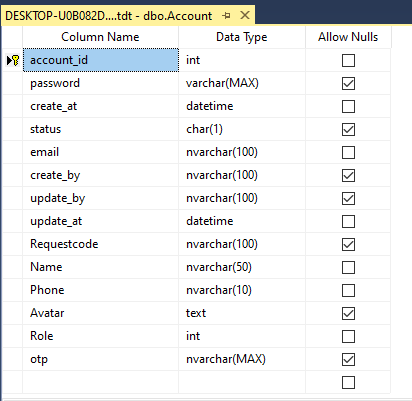 DESKTOP-U0B082D....tdt - dbo.Account
Column Name Data Type Allow Nulls
account_id int
password varchar(MAX)
create_at datetime
status char(1)
email nvarchar(100)
create_by nvarchar(100)
update_by nvarchar(100)
update_at datetime
Requestcode nvarchar(100)
Name nvarchar(50)
Phone nvarchar(10)
Avatar text
Role int
otp nvarchar(MAX)